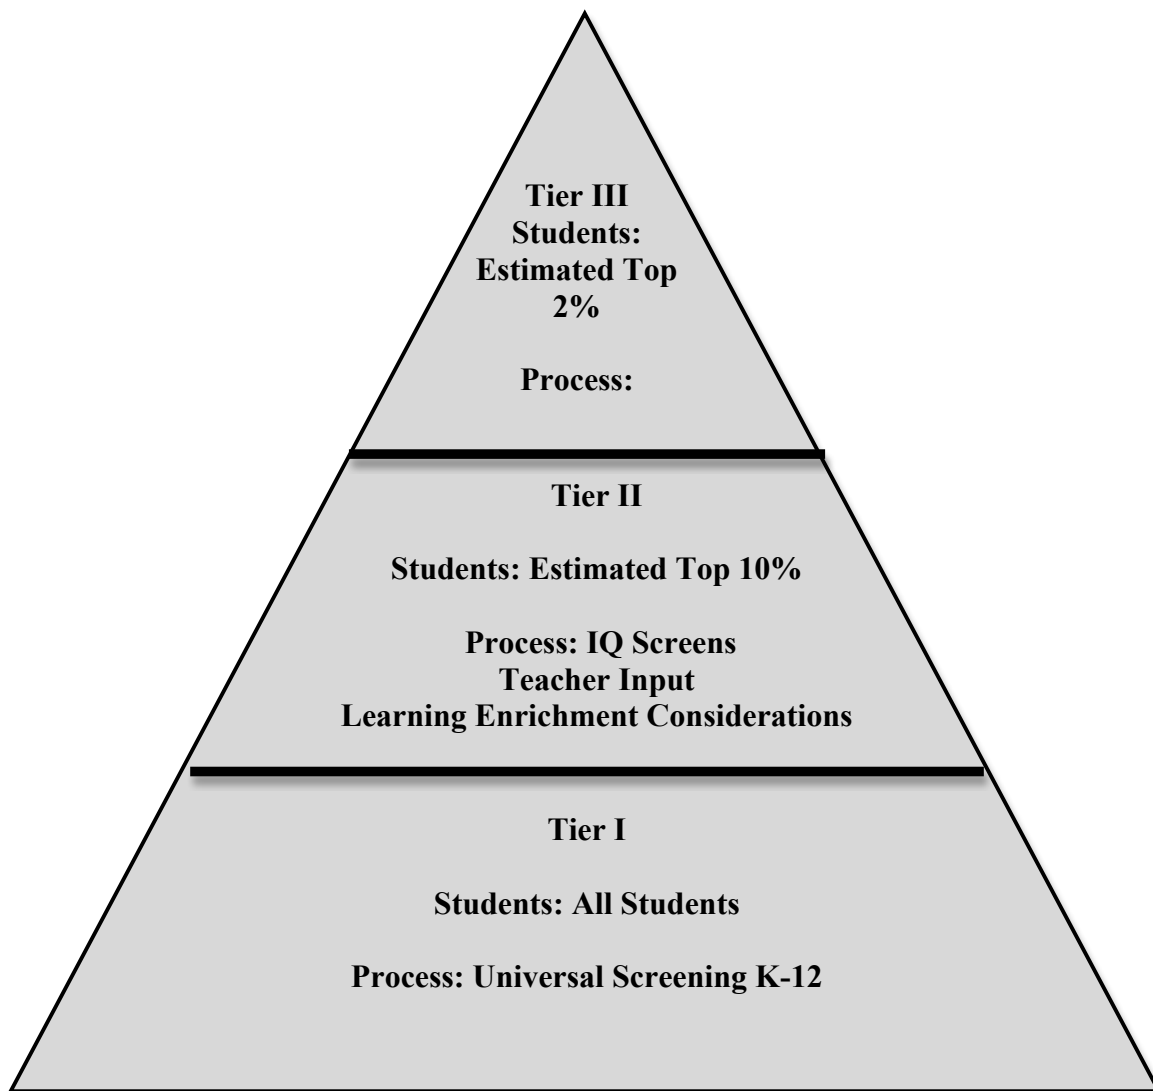 Tier III
Students:
Estimated Top
2%
Process:
Tier II
Students: Estimated Top 10%
Process: IQ Screens
Teacher Input
Learning Enrichment Considerations
Tier I
Students: All Students
Process: Universal Screening K-12